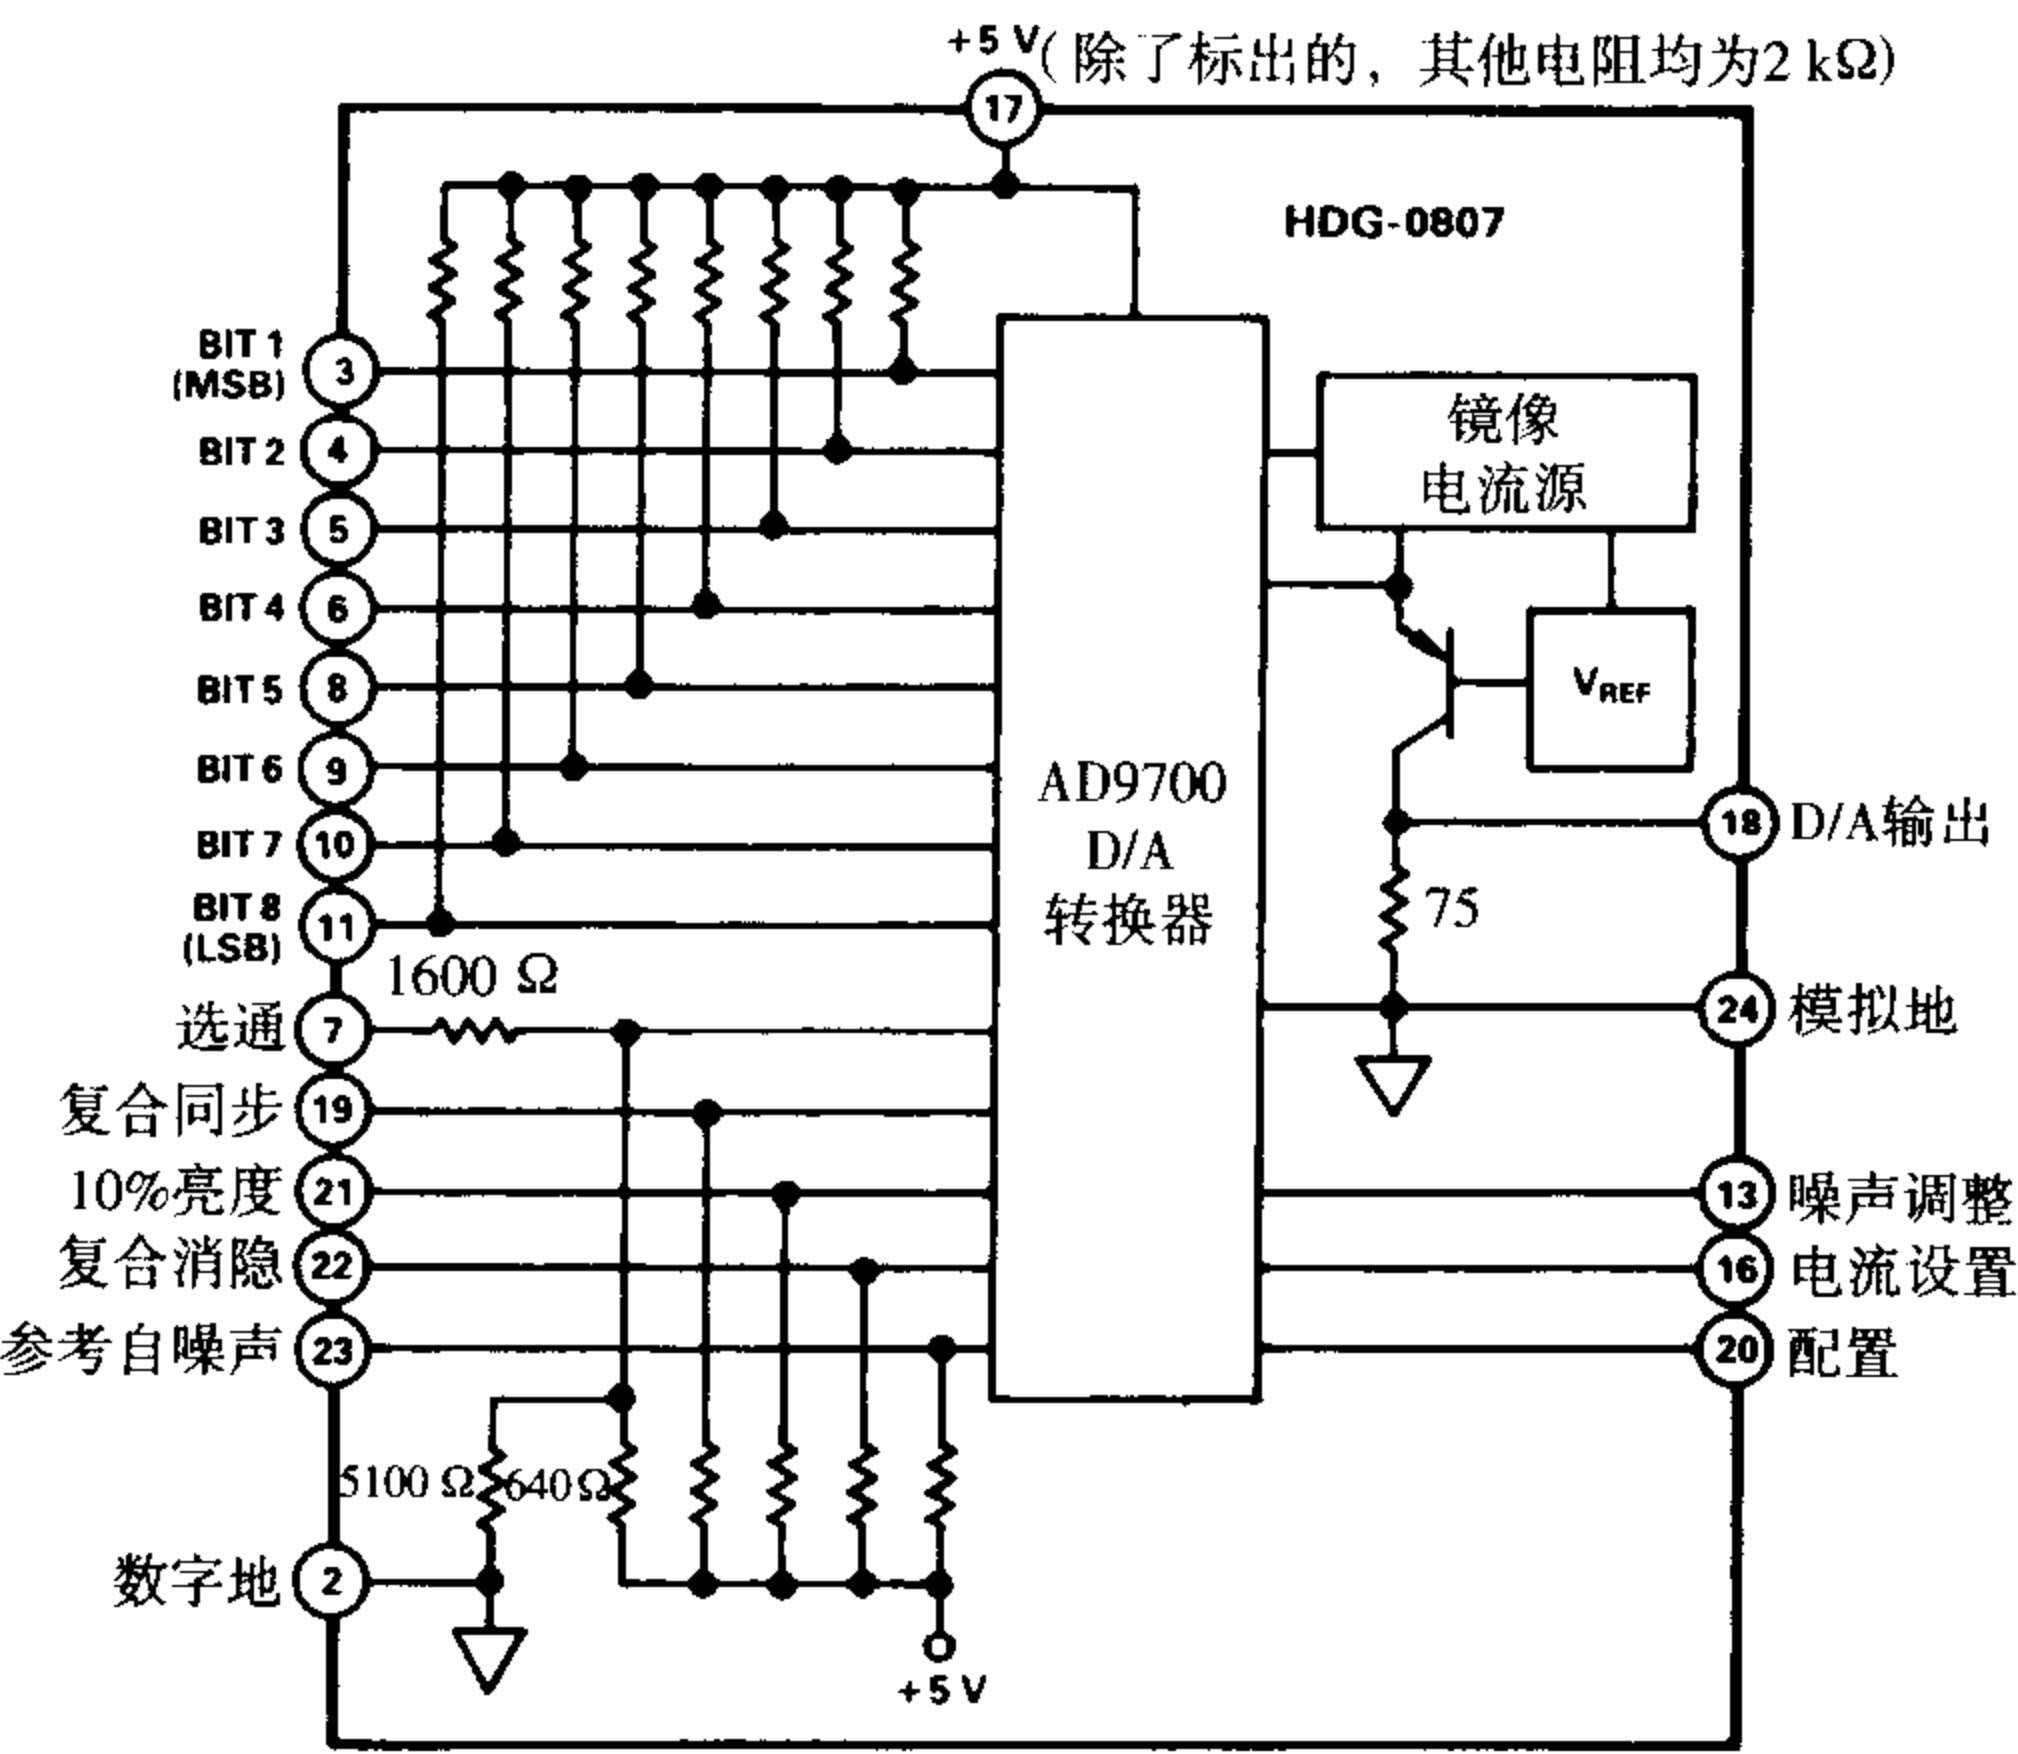 +5 V(除了标出的，其他电阻均为2 kΩ)
17
HDG-0807
BIT 1
(MSB)
3
BIT 2
4
BIT 3
5
BIT 4
6
BIT 5
8
BIT 6
9
BIT 7
10
BIT 8
(LSB)
11
1600 Ω
选通
7
复合同步
19
10%亮度
21
复合消隐
22
参考自噪声
23
5100 Ω
640Ω
数字地
2
+5 V
AD9700
D/A
转换器
镜像
电流源
VREF
18
D/A输出
75
24
模拟地
13
噪声调整
16
电流设置
20
配置